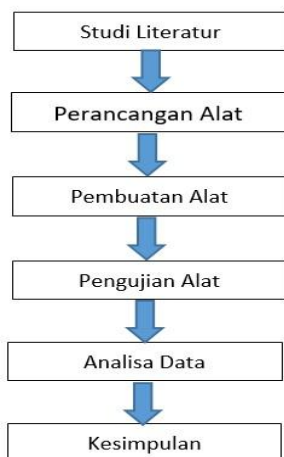 Studi Literatur
Perancangan Alat
Pembuatan Alat
Pengujian Alat
Analisa Data
Kesimpulan